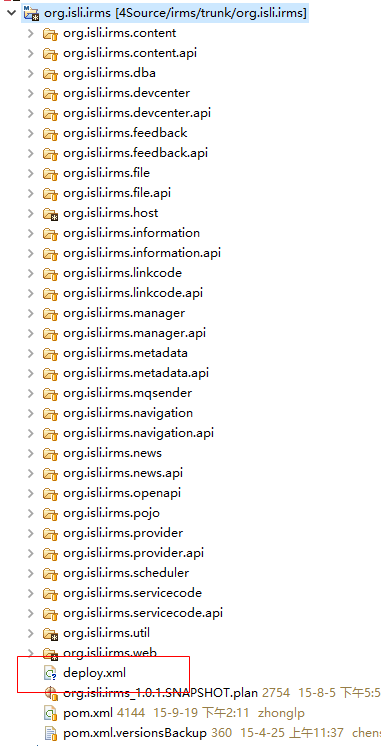 org.isli.irms [4Source/irms/trunk/org.isli.irms]
org.isli.irms.content
org.isli.irms.content.api
org.isli.irms.dba
org.isli.irms.devcenter
org.isli.irms.devcenter.api
org.isli.irms.feedback
org.isli.irms.feedback.api
org.isli.irms.file
org.isli.irms.file.api
org.isli.irms.host
org.isli.irms.information
org.isli.irms.information.api
org.isli.irms.linkcode
org.isli.irms.linkcode.api
org.isli.irms.manager
org.isli.irms.manager.api
org.isli.irms.metadata
org.isli.irms.metadata.api
org.isli.irms.mqsender
org.isli.irms.navigation
org.isli.irms.navigation.api
org.isli.irms.news
org.isli.irms.news.api
org.isli.irms.openapi
org.isli.irms.pojo
org.isli.irms.provider
org.isli.irms.provider.api
org.isli.irms.scheduler
org.isli.irms.servicecode
org.isli.irms.servicecode.api
org.isli.irms.util
org.isli.irms.web
deploy.xml
org.isli.irms_1.0.1.SNAPSHOT.plan 2754 15-8-5 下午5:5
pom.xml 4144 15-9-19 下午2:11 zhonglp
pom.xml.versionsBackup 360 15-4-25 上午11:37 chens